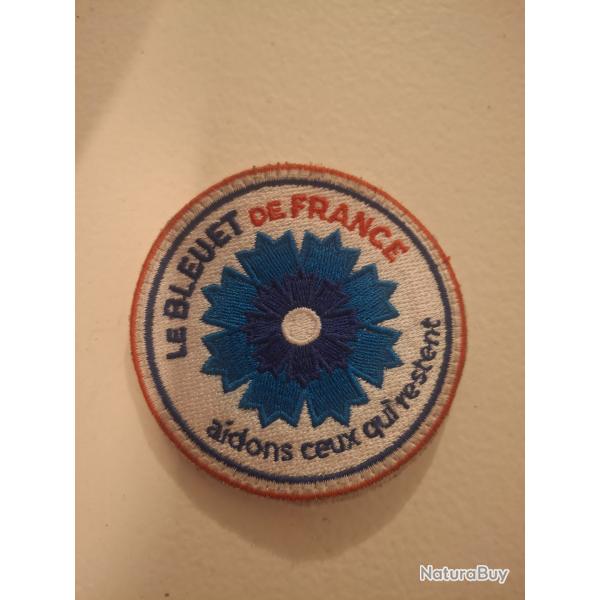 LE BLEUET DE FRANCE
aidons ceux qui restent
NaturaBuy